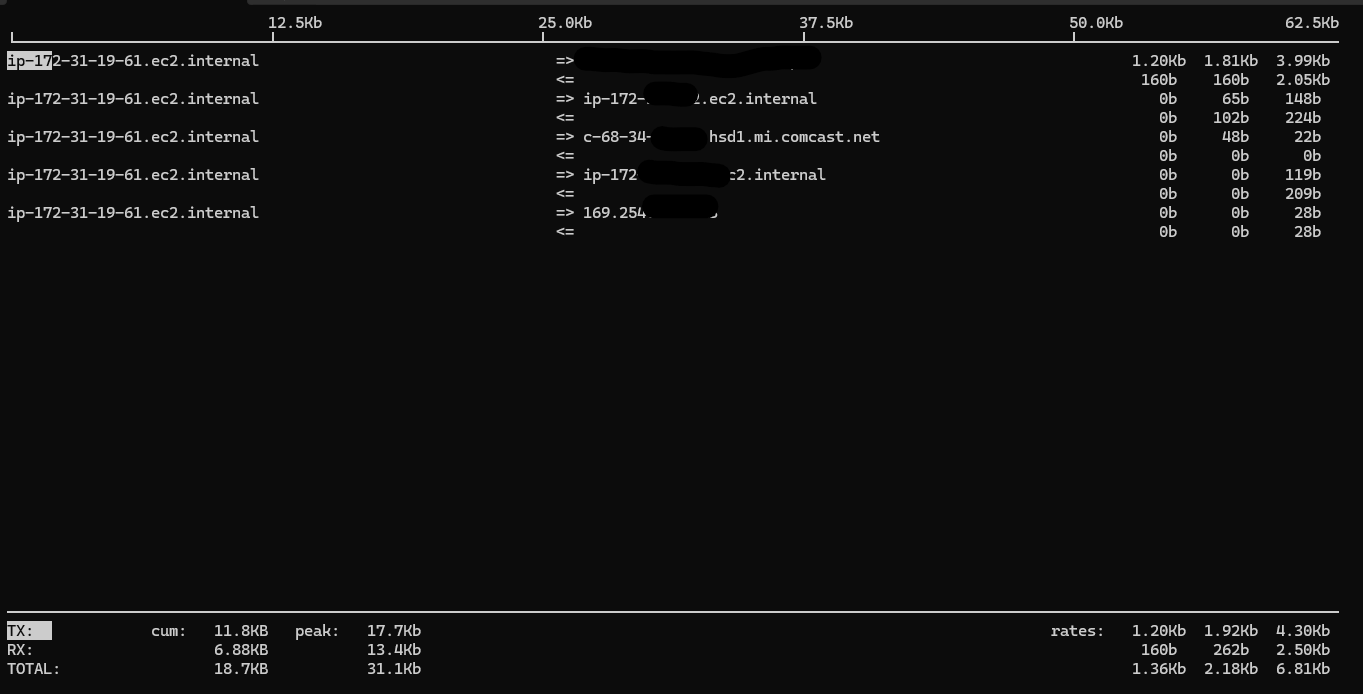 12.5Kb 25.0Kb 37.5Kb 50.0Kb 62.5Kb
ip-172-31-19-61.ec2.internal => 1.20Kb 1.81Kb 3.99Kb
<= 160b 160b 2.05Kb
ip-172-31-19-61.ec2.internal => ip-172- .ec2.internal 0b 65b 148b
<= 0b 102b 224b
ip-172-31-19-61.ec2.internal => c-68-34- hsd1.mi.comcast.net 0b 48b 22b
<= 0b 0b 0b
ip-172-31-19-61.ec2.internal => ip-172 c2.internal 0b 0b 119b
<= 0b 0b 209b
ip-172-31-19-61.ec2.internal => 169.254. 0b 0b 28b
<= 0b 0b 28b
TX: cum: 11.8KB peak: 17.7Kb rates: 1.20Kb 1.92Kb 4.30Kb
RX: 6.88KB 13.4Kb 160b 262b 2.50Kb
TOTAL: 18.7KB 31.1Kb 1.36Kb 2.18Kb 6.81Kb